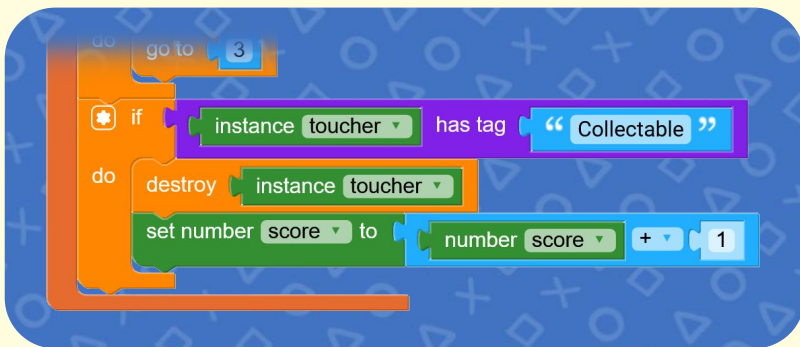 do go to 3
if instance toucher has tag “ Collectable ”
do destroy instance toucher
set number score to number score + 1